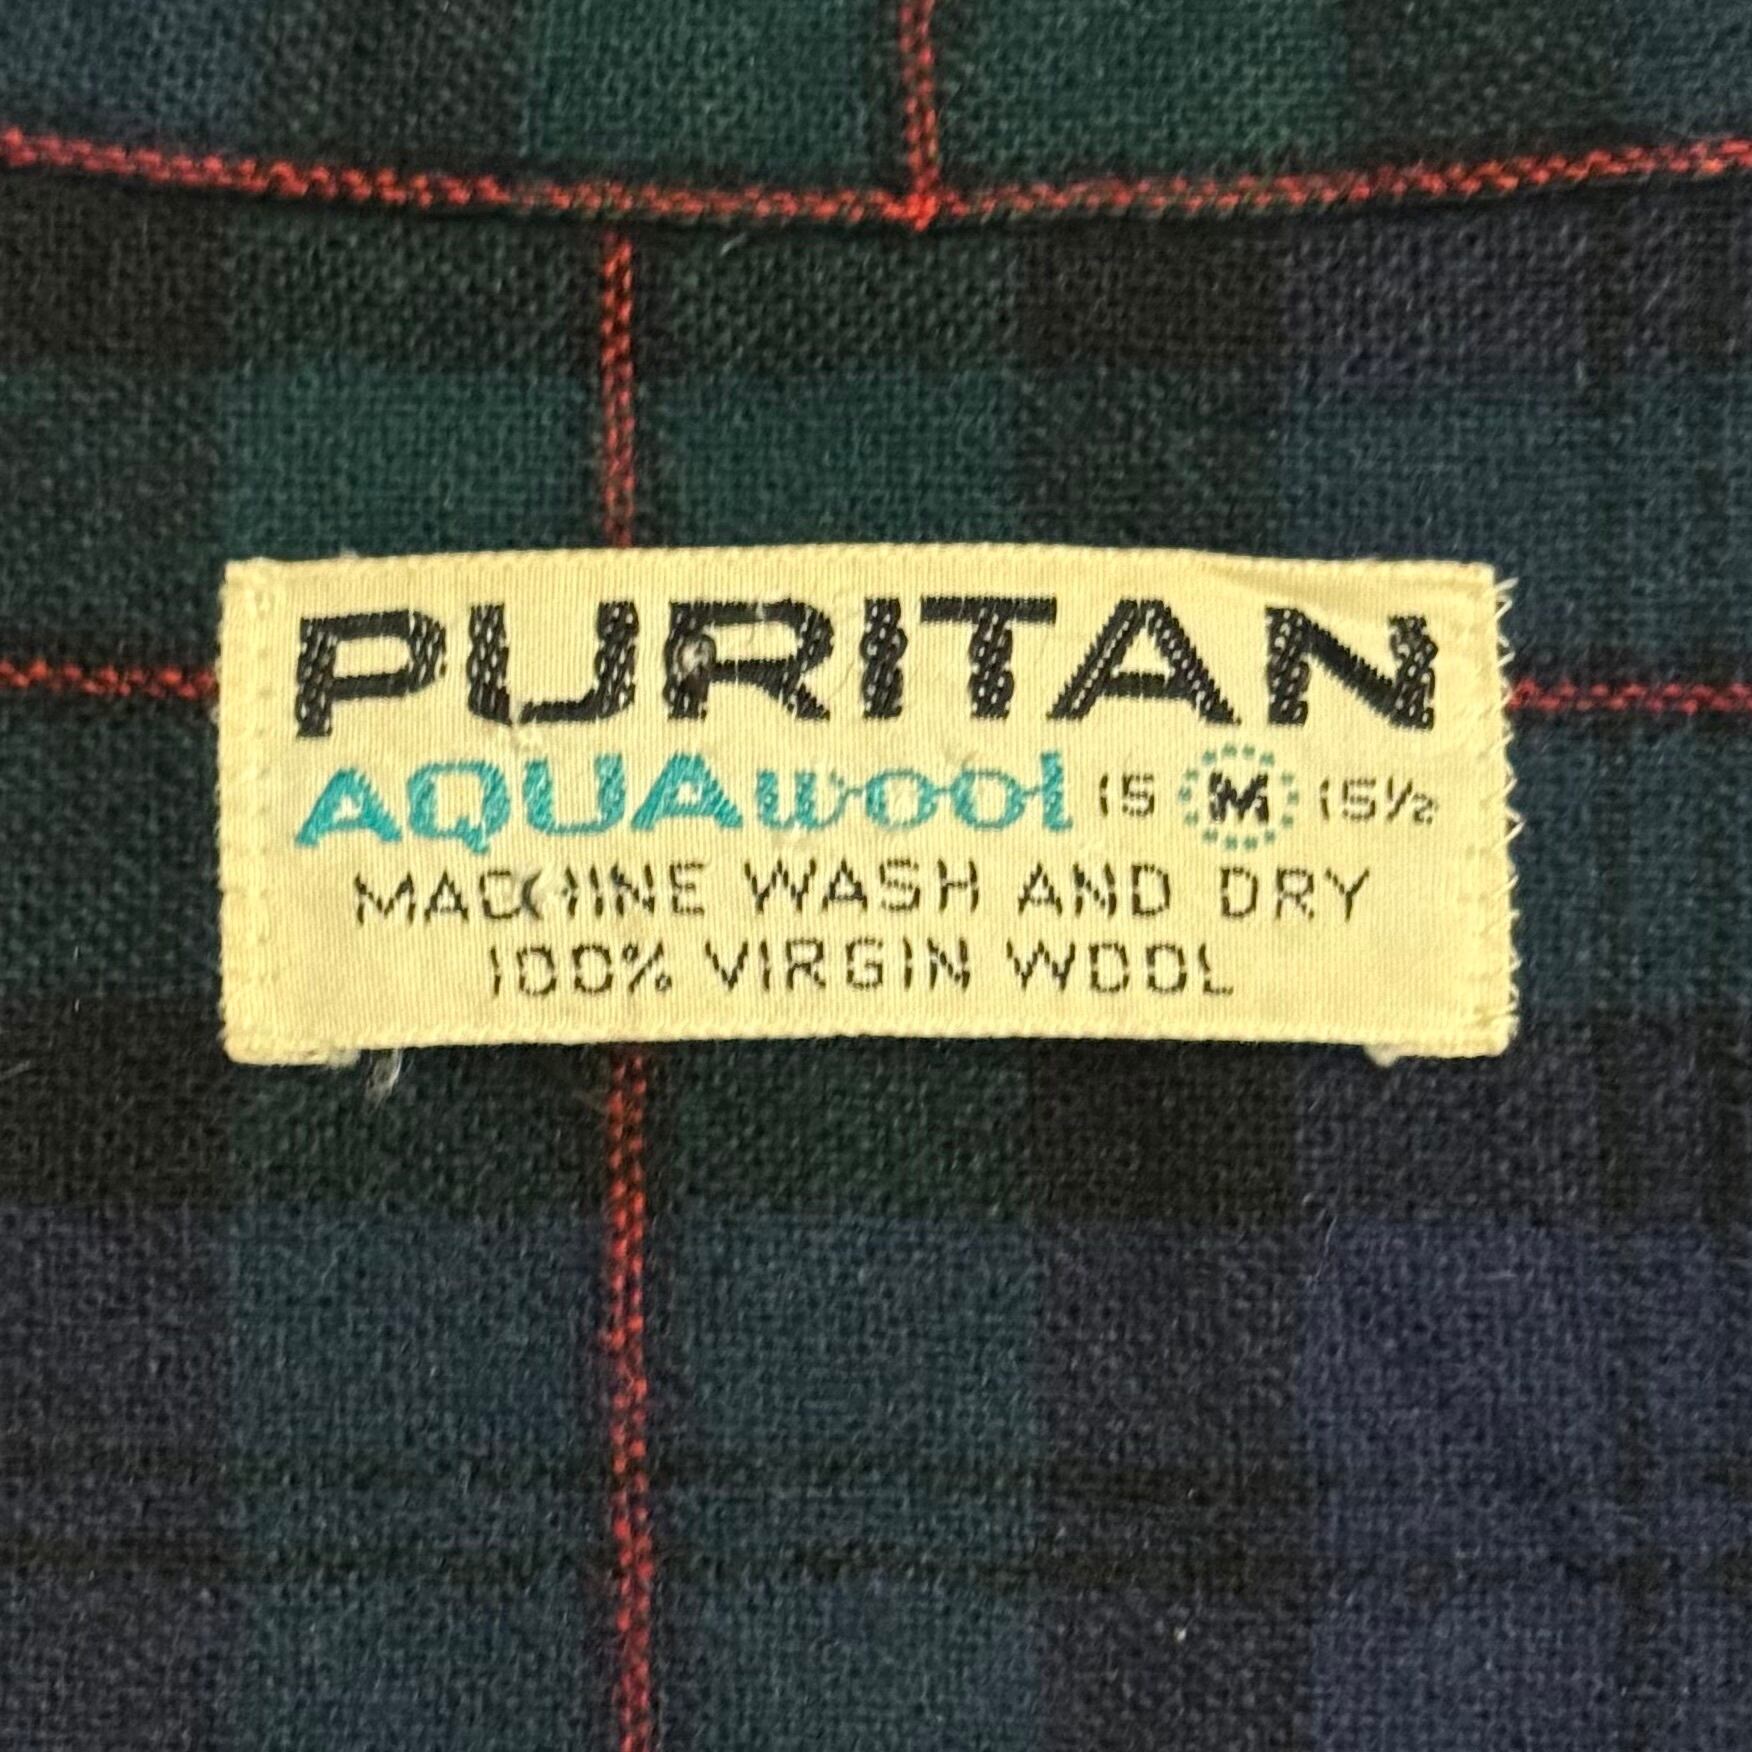 PURITAN
AQUAwool 15 M 15½
MACHINE WASH AND DRY
100% VIRGIN WOOL